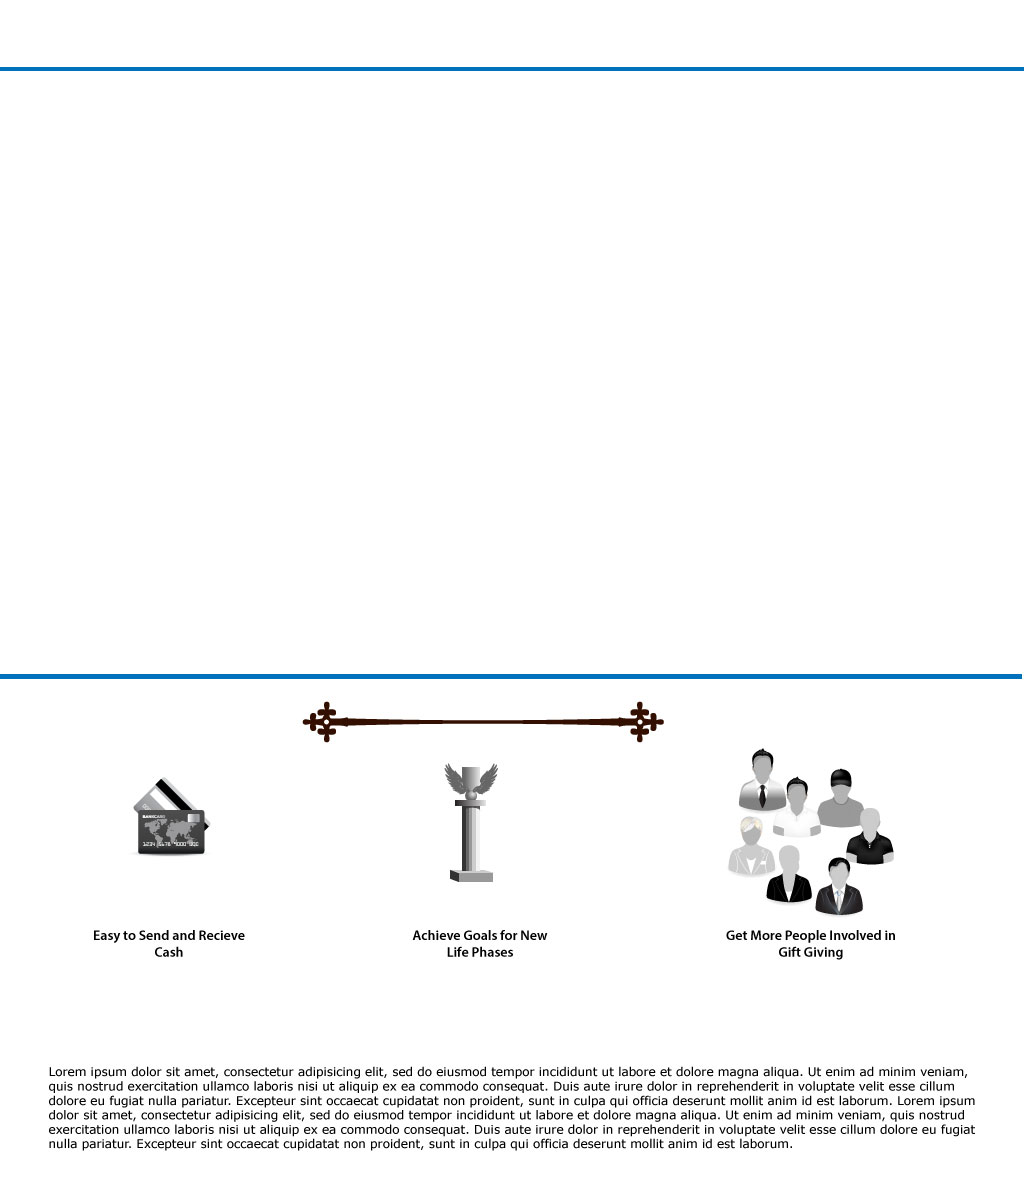 BANKCARD
1234 5678 9000 000
Easy to Send and Recieve
Cash
Achieve Goals for New
Life Phases
Get More People Involved in
Gift Giving
Lorem ipsum dolor sit amet, consectetur adipisicing elit, sed do eiusmod tempor incididunt ut labore et dolore magna aliqua. Ut enim ad minim veniam,
quis nostrud exercitation ullamco laboris nisi ut aliquip ex ea commodo consequat. Duis aute irure dolor in reprehenderit in voluptate velit esse cillum
dolore eu fugiat nulla pariatur. Excepteur sint occaecat cupidatat non proident, sunt in culpa qui officia deserunt mollit anim id est laborum. Lorem ipsum
dolor sit amet, consectetur adipisicing elit, sed do eiusmod tempor incididunt ut labore et dolore magna aliqua. Ut enim ad minim veniam, quis nostrud
exercitation ullamco laboris nisi ut aliquip ex ea commodo consequat. Duis aute irure dolor in reprehenderit in voluptate velit esse cillum dolore eu fugiat
nulla pariatur. Excepteur sint occaecat cupidatat non proident, sunt in culpa qui officia deserunt mollit anim id est laborum.